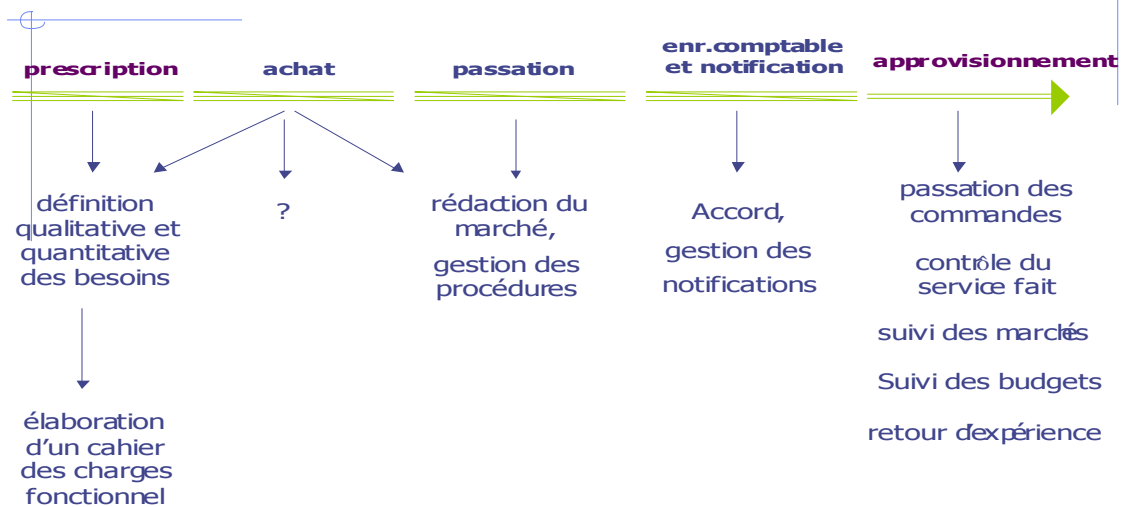 prescription
achat
passation
enr.comptable
et notification
approvisionnement
définition
qualitative et
quantitative
des besoins
élaboration
d'un cahier
des charges
fonctionnel
?
rédaction du
marché,
gestion des
procédures
Accord,
gestion des
notifications
passation des
commandes
contrôle du
service fait
suivi des marchés
Suivi des budgets
retour d'expérience